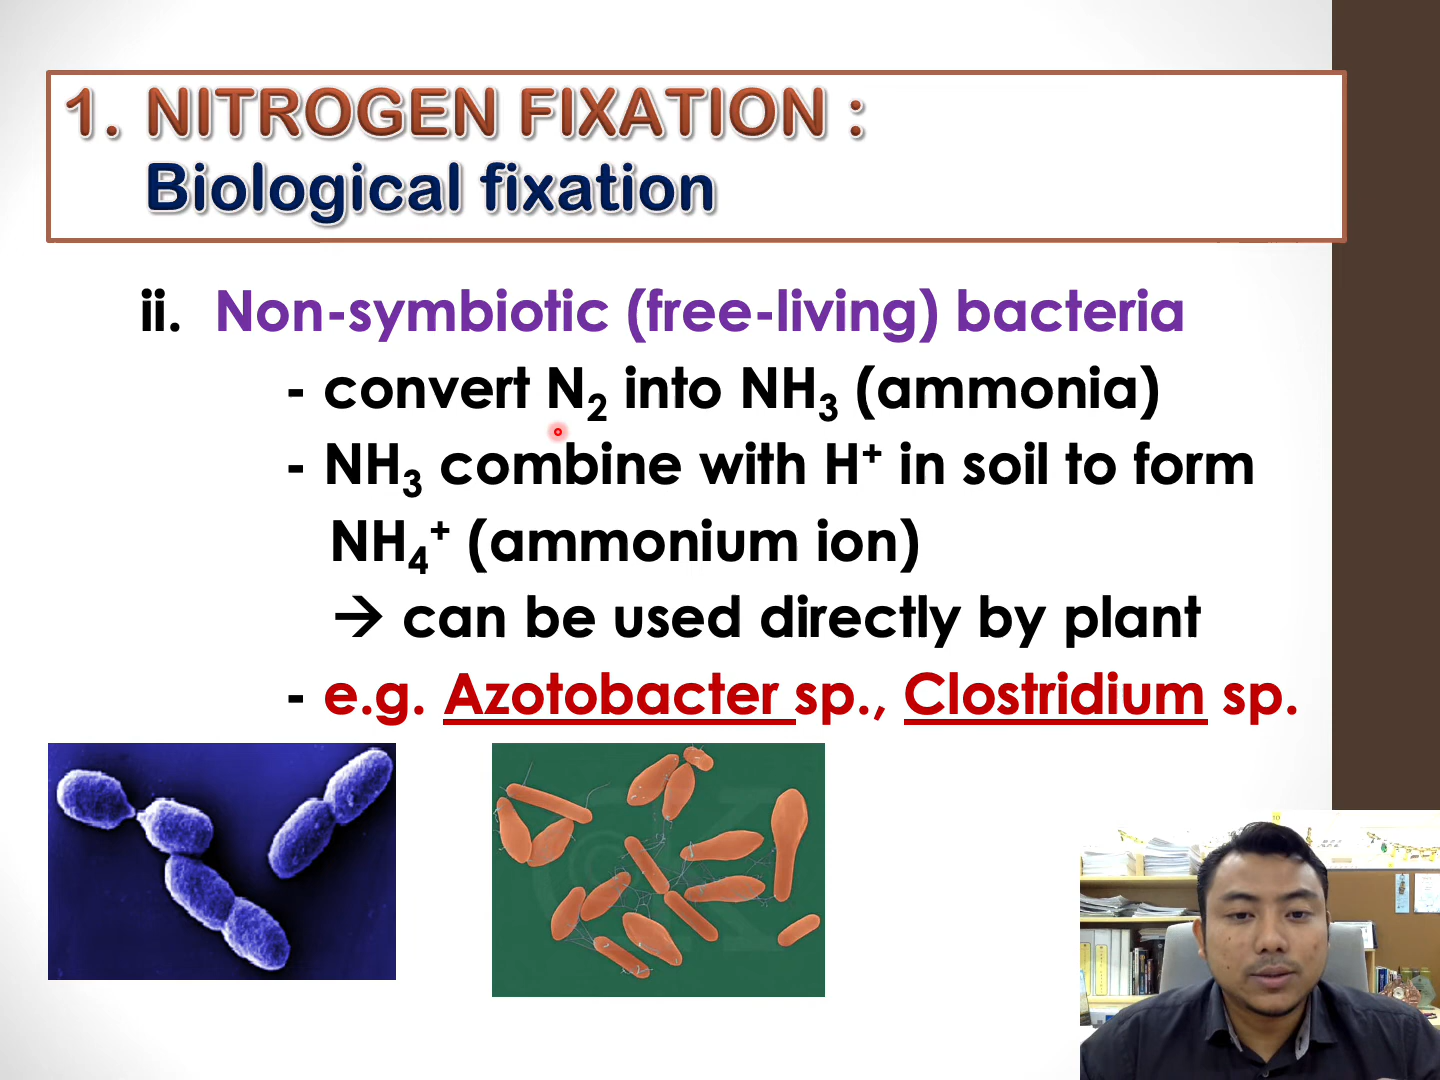 1. NITROGEN FIXATION :
Biological fixation
ii. Non-symbiotic (free-living) bacteria
- convert N₂ into NH₃ (ammonia)
- NH₃ combine with H⁺ in soil to form
NH₄⁺ (ammonium ion)
→ can be used directly by plant
- e.g. Azotobacter sp., Clostridium sp.